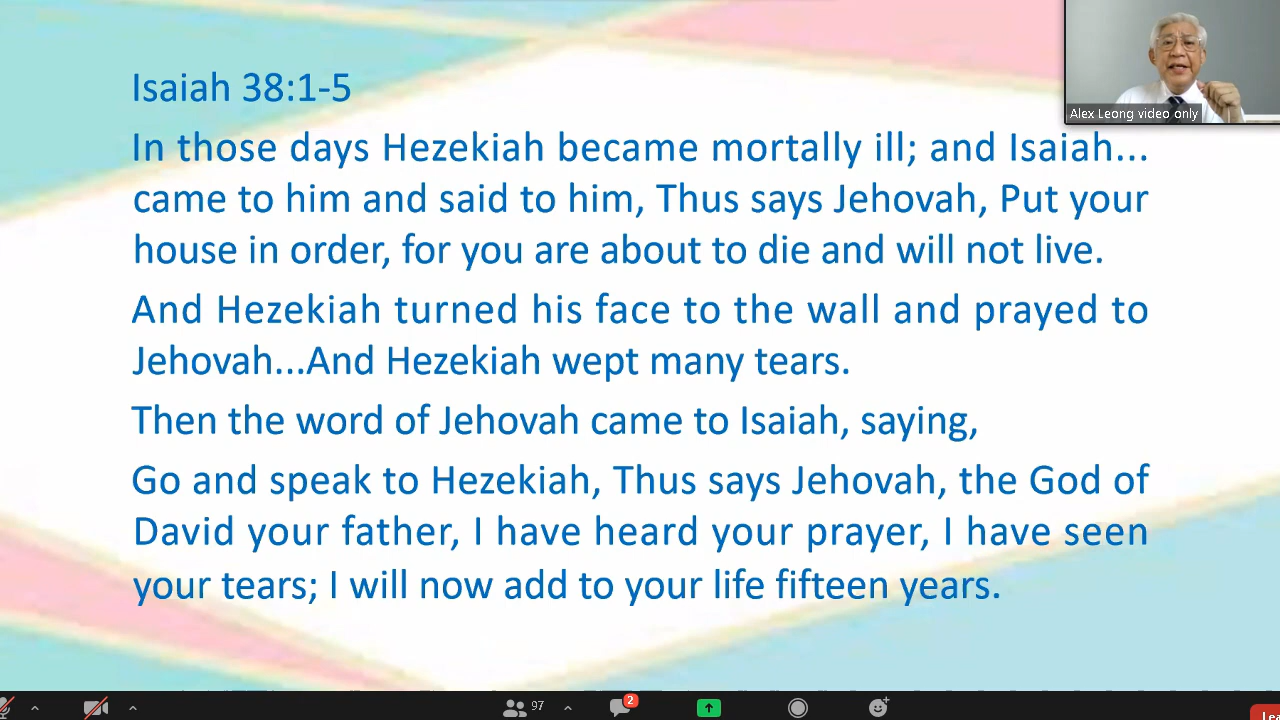 Isaiah 38:1-5
In those days Hezekiah became mortally ill; and Isaiah...
came to him and said to him, Thus says Jehovah, Put your
house in order, for you are about to die and will not live.
And Hezekiah turned his face to the wall and prayed to
Jehovah...And Hezekiah wept many tears.
Then the word of Jehovah came to Isaiah, saying,
Go and speak to Hezekiah, Thus says Jehovah, the God of
David your father, I have heard your prayer, I have seen
your tears; I will now add to your life fifteen years.
Alex Leong video only
97
2